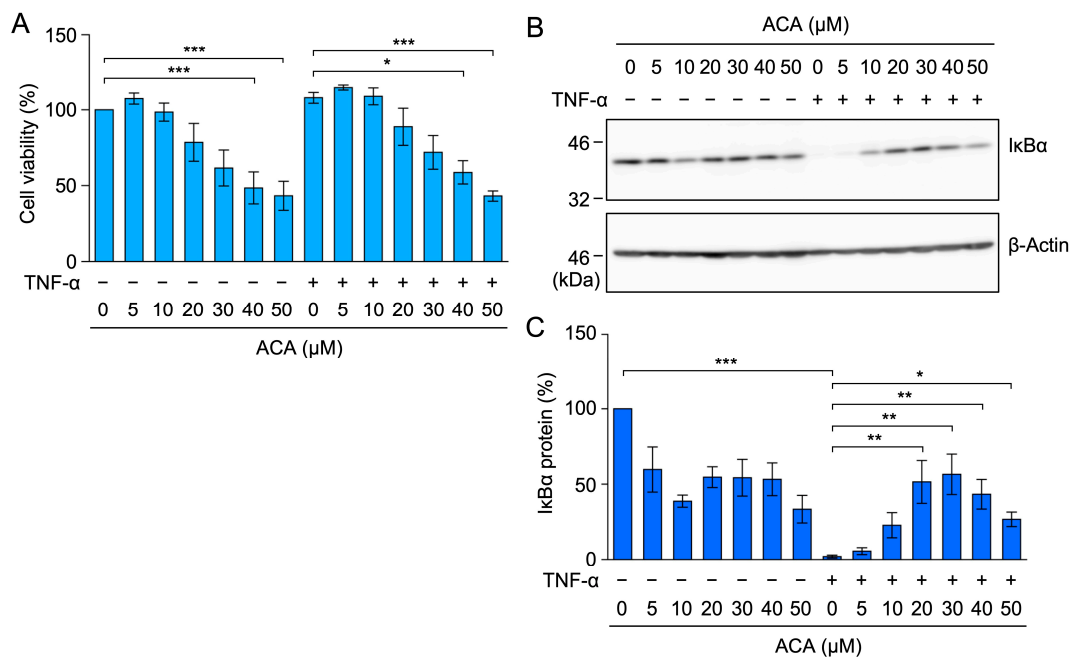 A
150
100
50
0
Cell viability (%)
***
***
***
*
TNF-α − − − − − − − + + + + + + +
0 5 10 20 30 40 50 0 5 10 20 30 40 50
ACA (μM)
B
ACA (μM)
0 5 10 20 30 40 50 0 5 10 20 30 40 50
TNF-α − − − − − − − + + + + + + +
46
IκBα
32
β-Actin
46
(kDa)
C
150
100
50
0
IκBα protein (%)
***
*
**
**
**
TNF-α − − − − − − − + + + + + + +
0 5 10 20 30 40 50 0 5 10 20 30 40 50
ACA (μM)